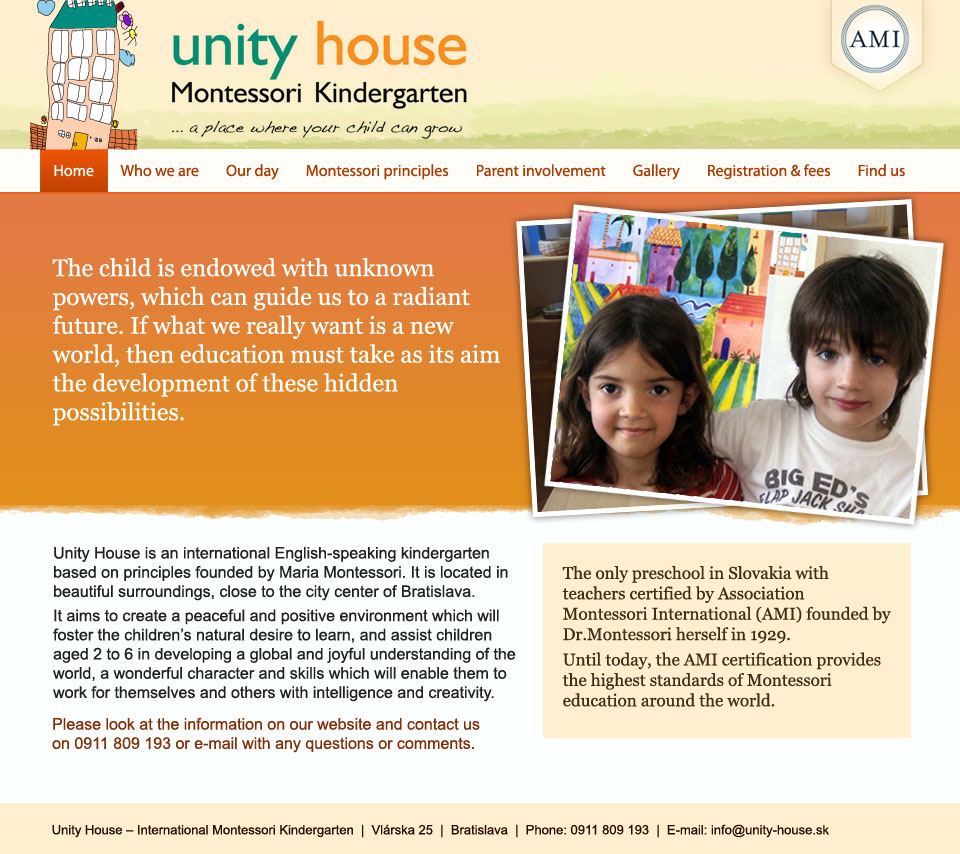 unity house
Montessori Kindergarten
... a place where your child can grow
AMI
Home Who we are Our day Montessori principles Parent involvement Gallery Registration & fees Find us
The child is endowed with unknown
powers, which can guide us to a radiant
future. If what we really want is a new
world, then education must take as its aim
the development of these hidden
possibilities.
BIG ED'S
FLAP JACK
Unity House is an international English-speaking kindergarten
based on principles founded by Maria Montessori. It is located in
beautiful surroundings, close to the city center of Bratislava.
It aims to create a peaceful and positive environment which will
foster the children’s natural desire to learn, and assist children
aged 2 to 6 in developing a global and joyful understanding of the
world, a wonderful character and skills which will enable them to
work for themselves and others with intelligence and creativity.
Please look at the information on our website and contact us
on 0911 809 193 or e-mail with any questions or comments.
The only preschool in Slovakia with
teachers certified by Association
Montessori International (AMI) founded by
Dr.Montessori herself in 1929.
Until today, the AMI certification provides
the highest standards of Montessori
education around the world.
Unity House – International Montessori Kindergarten | Vlárska 25 | Bratislava | Phone: 0911 809 193 | E-mail: info@unity-house.sk